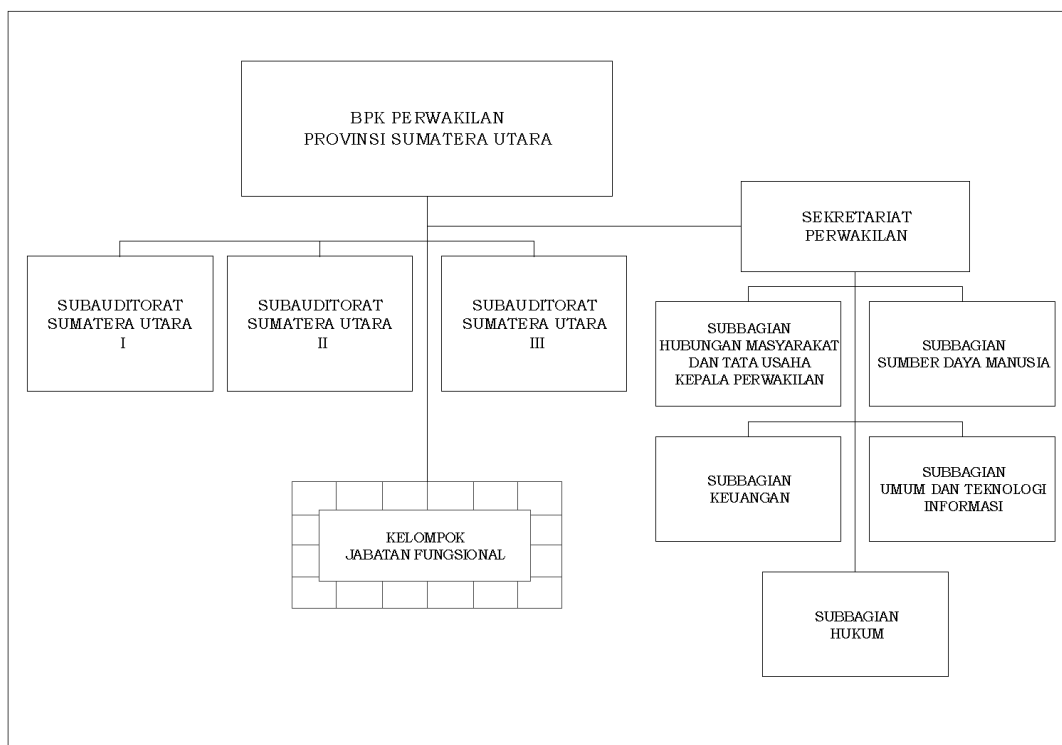 BPK PERWAKILAN
PROVINSI SUMATERA UTARA
SEKRETARIAT
PERWAKILAN
SUBAUDITORAT
SUMATERA UTARA
I
SUBAUDITORAT
SUMATERA UTARA
II
SUBAUDITORAT
SUMATERA UTARA
III
SUBBAGIAN
HUBUNGAN MASYARAKAT
DAN TATA USAHA
KEPALA PERWAKILAN
SUBBAGIAN
SUMBER DAYA MANUSIA
SUBBAGIAN
KEUANGAN
SUBBAGIAN
UMUM DAN TEKNOLOGI
INFORMASI
KELOMPOK
JABATAN FUNGSIONAL
SUBBAGIAN
HUKUM